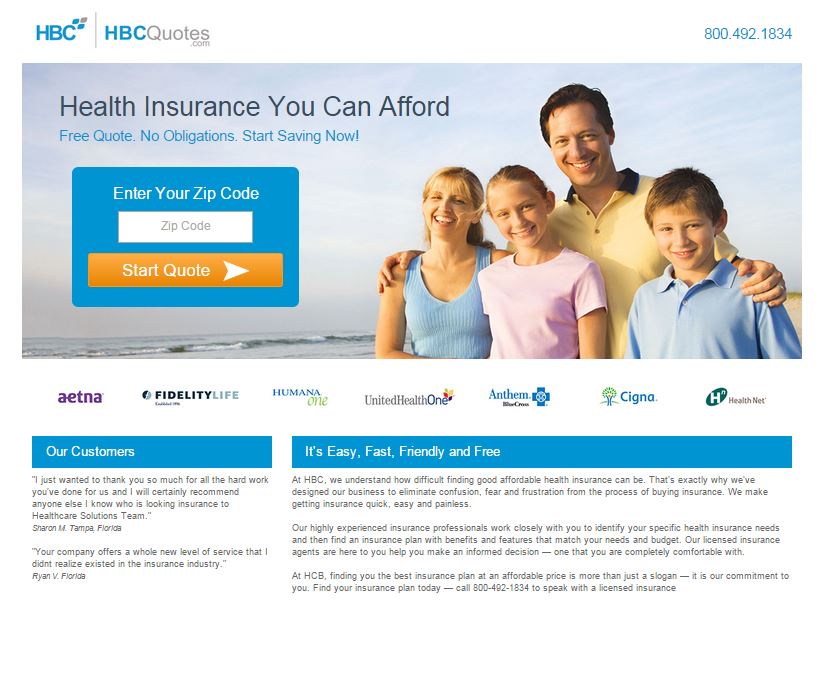 HBC
HBCQuotes
.com
800.492.1834
Health Insurance You Can Afford
Free Quote. No Obligations. Start Saving Now!
Enter Your Zip Code
Zip Code
Start Quote
aetna
FIDELITYLIFE
Established 1896
HUMANA
one
UnitedHealthOne
Anthem.
BlueCross
Cigna.
Hn Health Net
Our Customers
"I just wanted to thank you so much for all the hard work
you've done for us and I will certainly recommend
anyone else I know who is looking insurance to
Healthcare Solutions Team."
Sharon M. Tampa, Florida
"Your company offers a whole new level of service that I
didnt realize existed in the insurance industry."
Ryan V. Florida
It's Easy, Fast, Friendly and Free
At HBC, we understand how difficult finding good affordable health insurance can be. That's exactly why we've
designed our business to eliminate confusion, fear and frustration from the process of buying insurance. We make
getting insurance quick, easy and painless.
Our highly experienced insurance professionals work closely with you to identify your specific health insurance needs
and then find an insurance plan with benefits and features that match your needs and budget. Our licensed insurance
agents are here to you help you make an informed decision — one that you are completely comfortable with.
At HCB, finding you the best insurance plan at an affordable price is more than just a slogan — it is our commitment to
you. Find your insurance plan today — call 800-492-1834 to speak with a licensed insurance